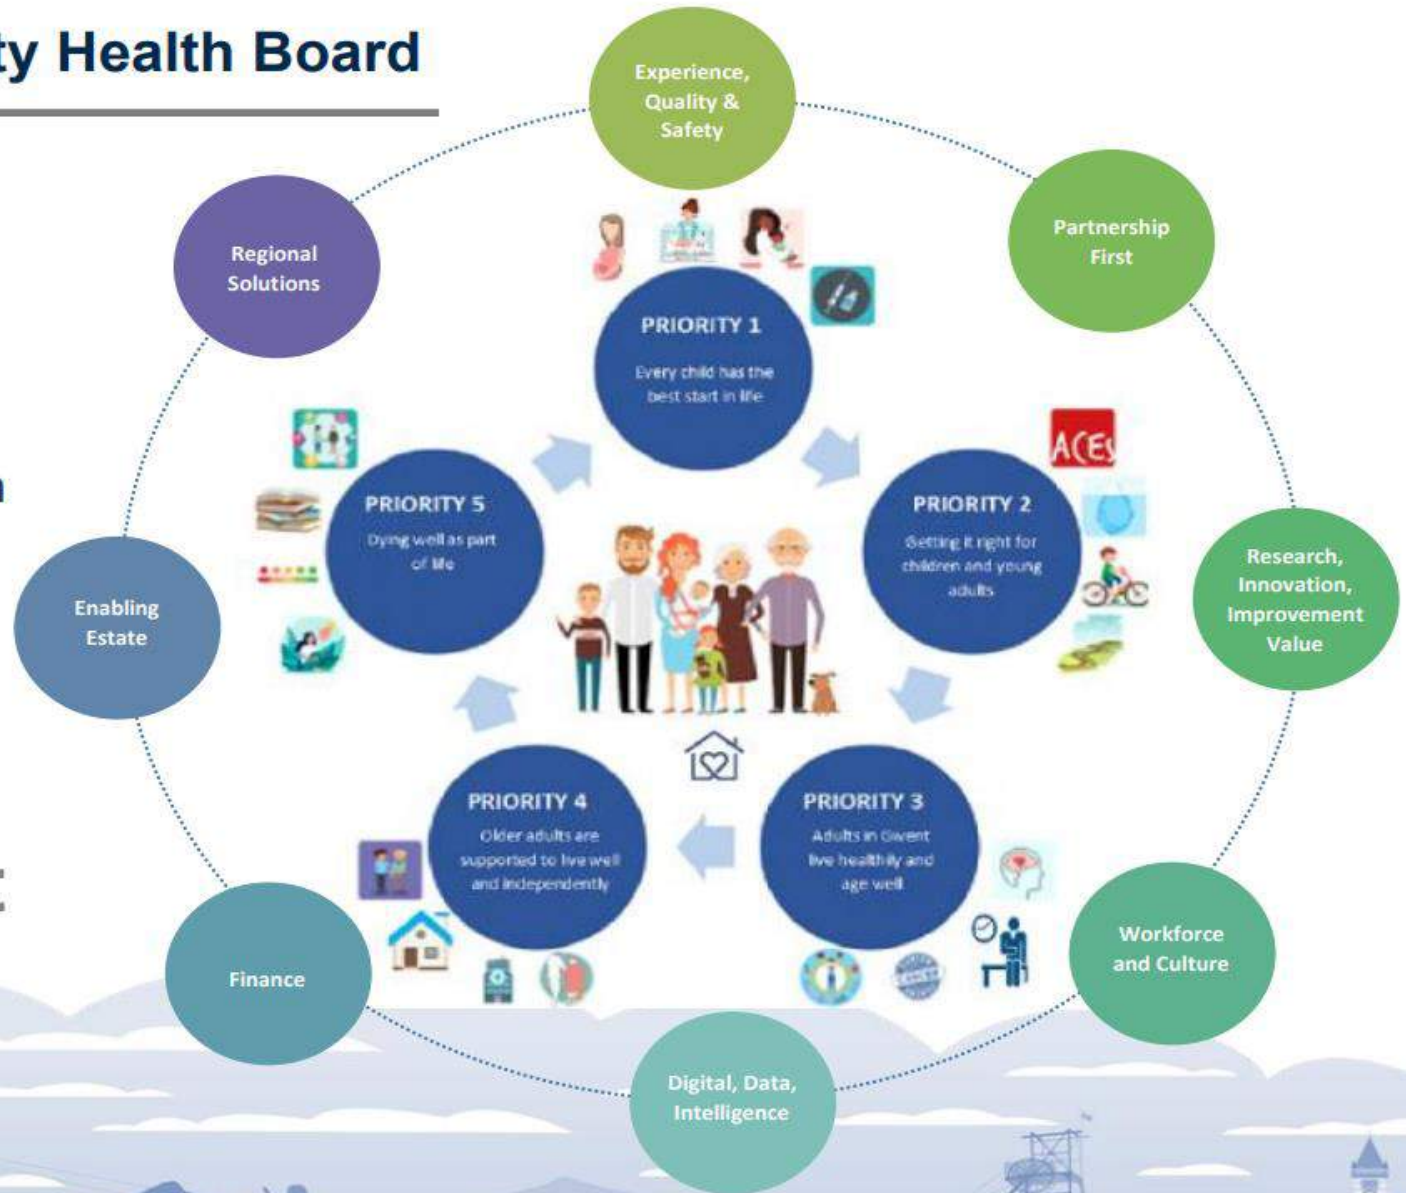 ty Health Board
Experience,
Quality &
Safety
Partnership
First
Regional
Solutions
PRIORITY 1
Every child has the
best start in life
ACEs
PRIORITY 5
Dying well as part
of life
PRIORITY 2
Getting it right for
children and young
adults
Research,
Innovation,
Improvement
Value
Enabling
Estate
PRIORITY 4
Older adults are
supported to live well
and independently
PRIORITY 3
Adults in Gwent
live healthily and
age well
CANCER
Workforce
and Culture
Finance
Digital, Data,
Intelligence